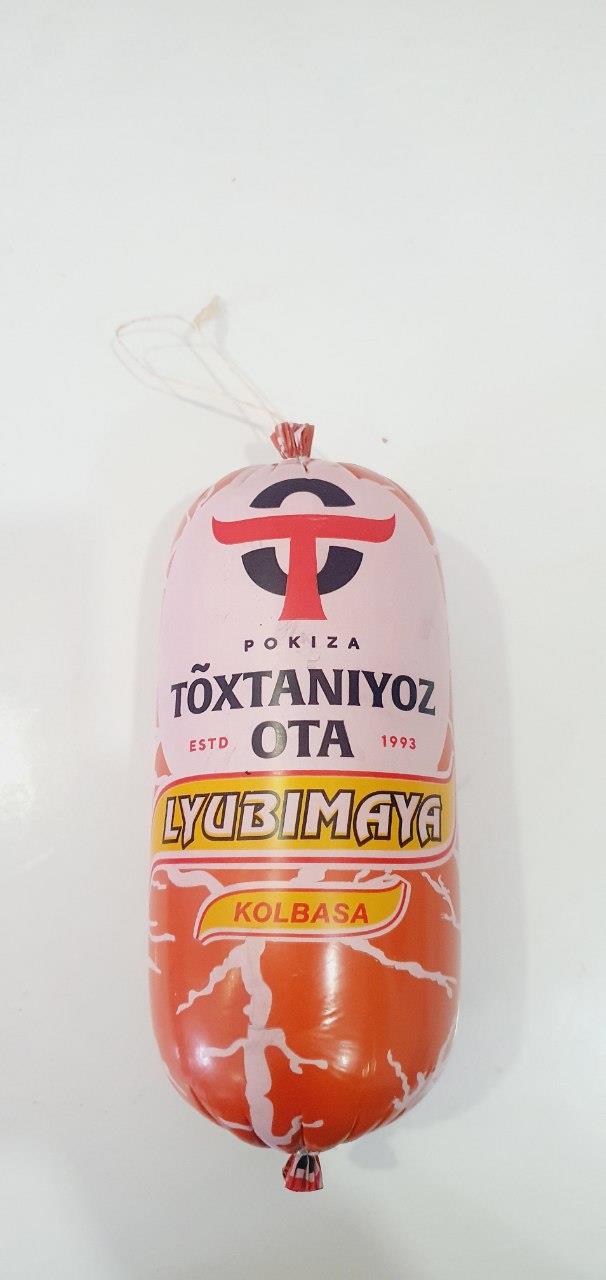 POKIZA
TÕXTANIYOZ
ESTD OTA 1993
LYUBIMAYA
KOLBASA